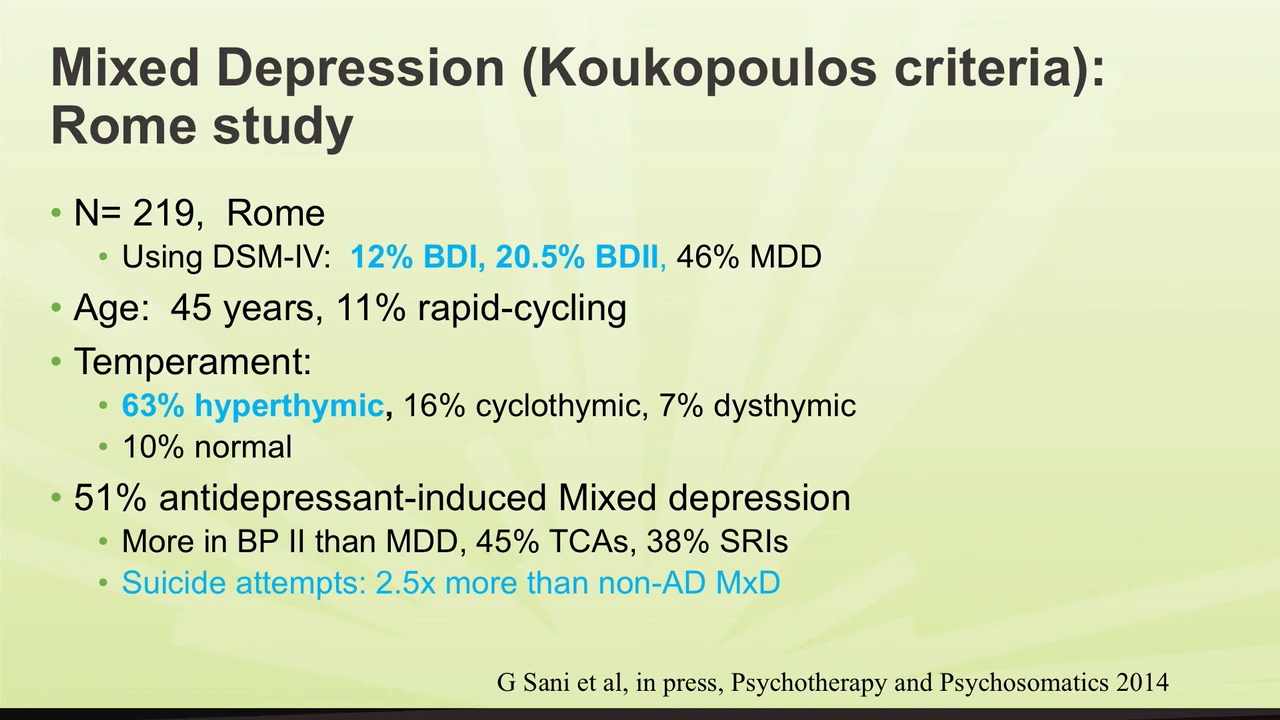 Mixed Depression (Koukopoulos criteria):
Rome study
• N= 219,  Rome
• Using DSM-IV:  12% BDI, 20.5% BDII, 46% MDD
• Age:  45 years, 11% rapid-cycling
• Temperament:
• 63% hyperthymic, 16% cyclothymic, 7% dysthymic
• 10% normal
• 51% antidepressant-induced Mixed depression
• More in BP II than MDD, 45% TCAs, 38% SRIs
• Suicide attempts: 2.5x more than non-AD MxD
G Sani et al, in press, Psychotherapy and Psychosomatics 2014